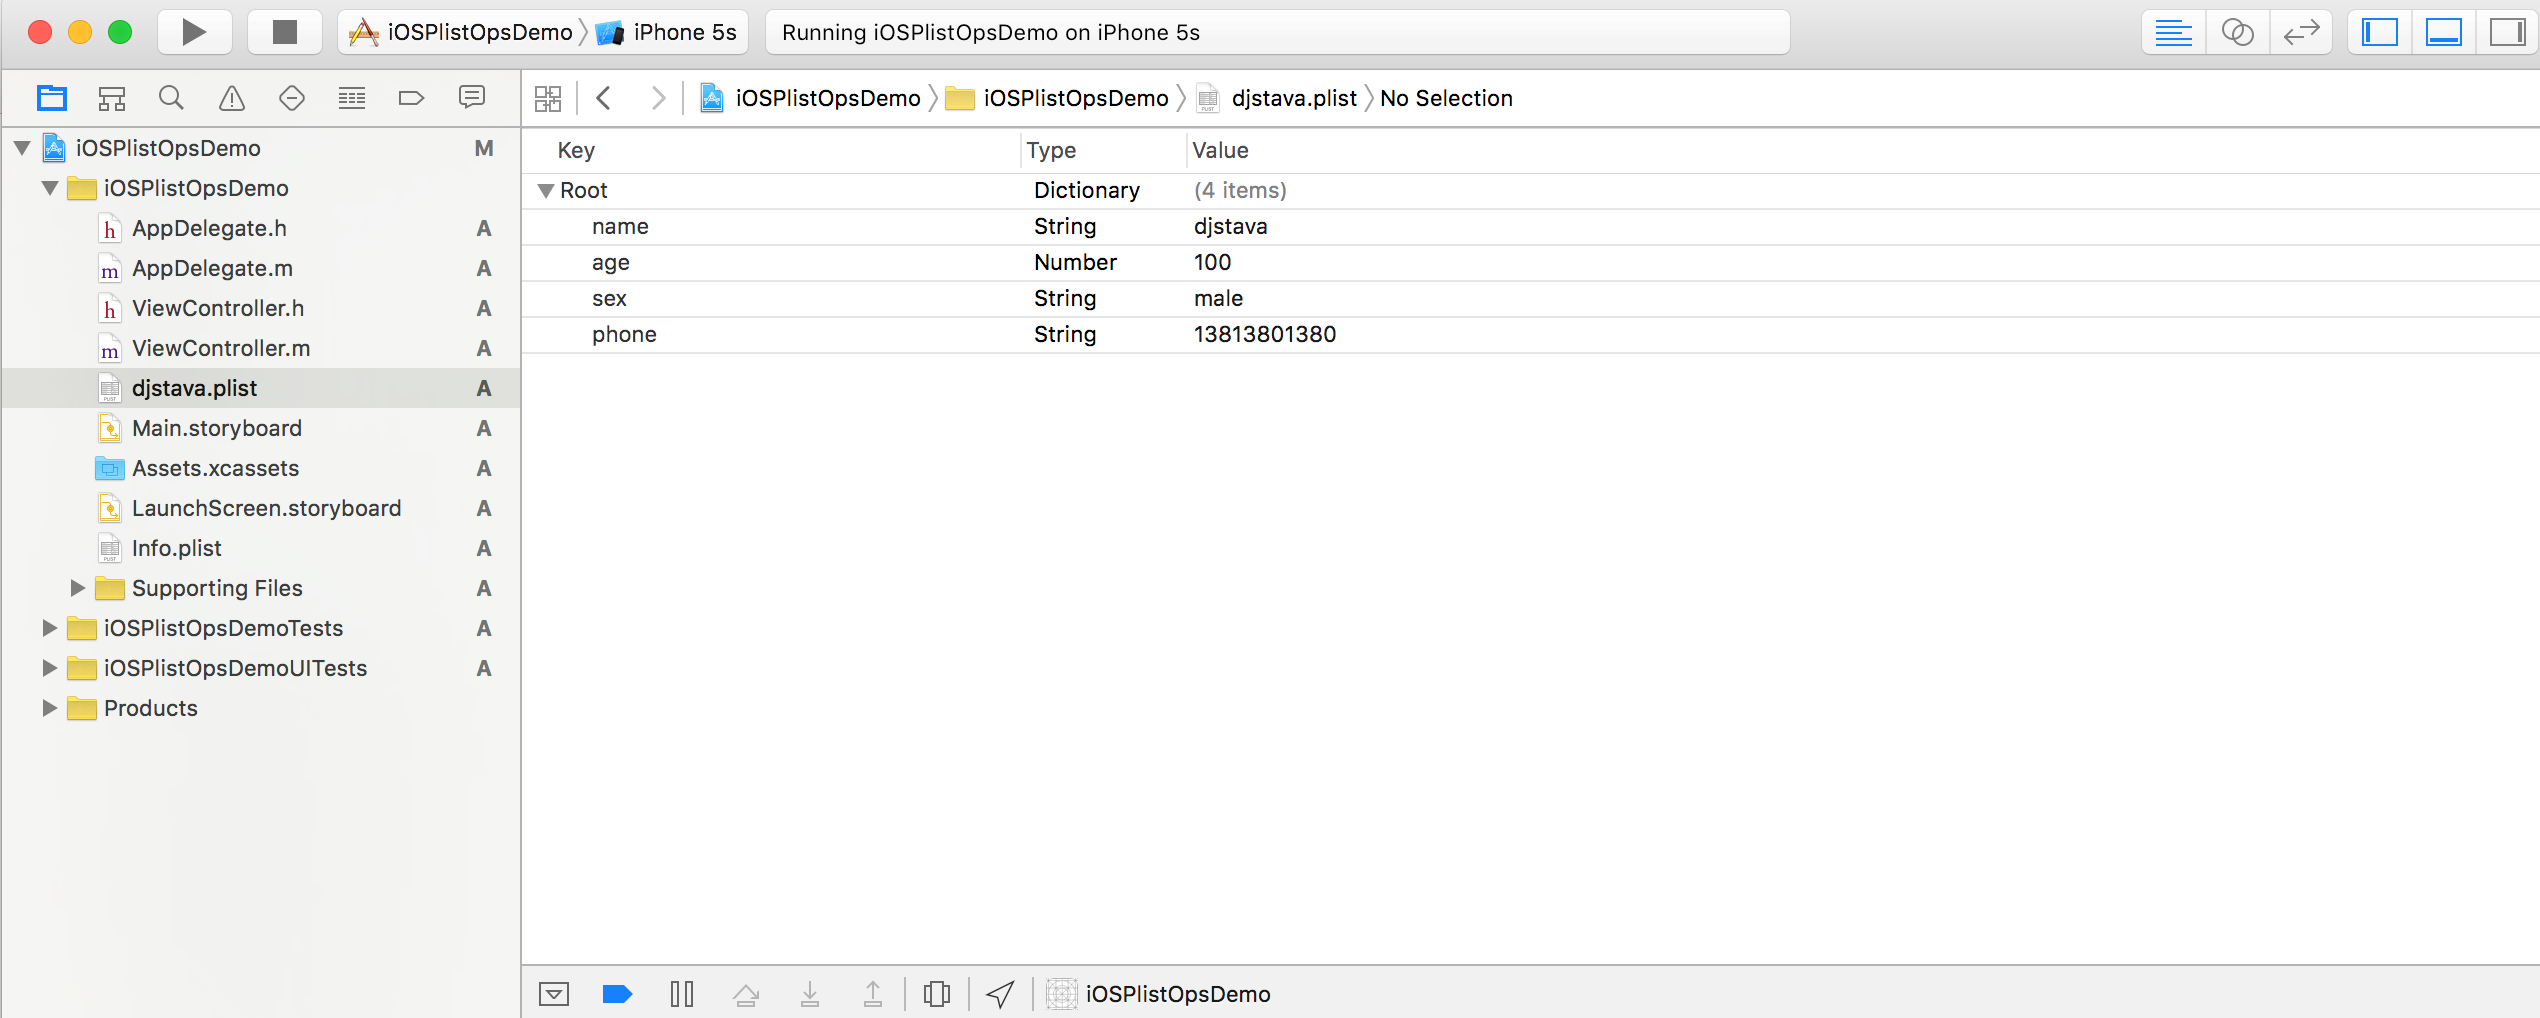 iOSPlistOpsDemo iPhone 5s Running iOSPlistOpsDemo on iPhone 5s
iOSPlistOpsDemo iOSPlistOpsDemo djstava.plist No Selection
iOSPlistOpsDemo M
iOSPlistOpsDemo
AppDelegate.h A
AppDelegate.m A
ViewController.h A
ViewController.m A
djstava.plist A
Main.storyboard A
Assets.xcassets A
LaunchScreen.storyboard A
Info.plist A
Supporting Files A
iOSPlistOpsDemoTests A
iOSPlistOpsDemoUITests A
Products
Key Type Value
Root Dictionary (4 items)
name String djstava
age Number 100
sex String male
phone String 13813801380
iOSPlistOpsDemo